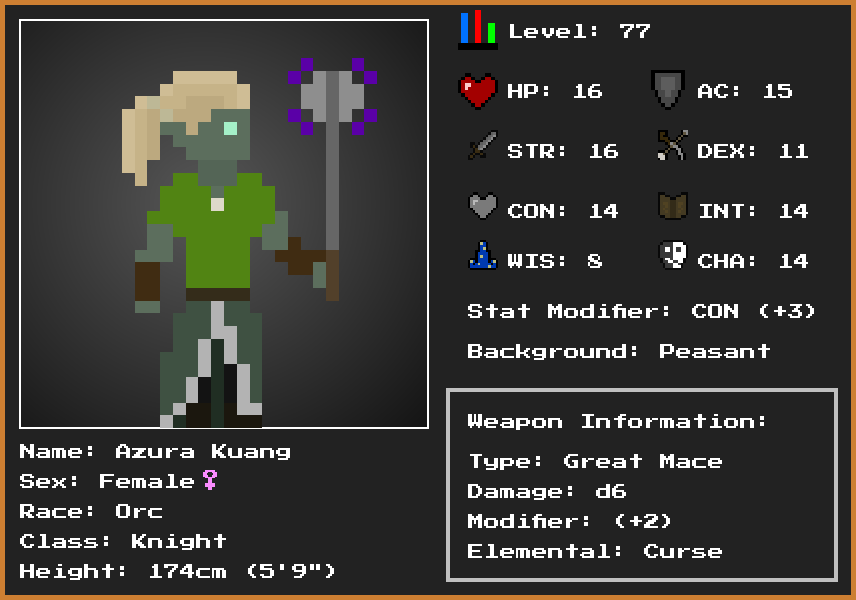 Level: 77
HP: 16 AC: 15
STR: 16 DEX: 11
CON: 14 INT: 14
WIS: 8 CHA: 14
Stat Modifier: CON (+3)
Background: Peasant
Weapon Information:
Type: Great Mace
Damage: d6
Modifier: (+2)
Elemental: Curse
Name: Azura Kuang
Sex: Female♀
Race: Orc
Class: Knight
Height: 174cm (5'9")